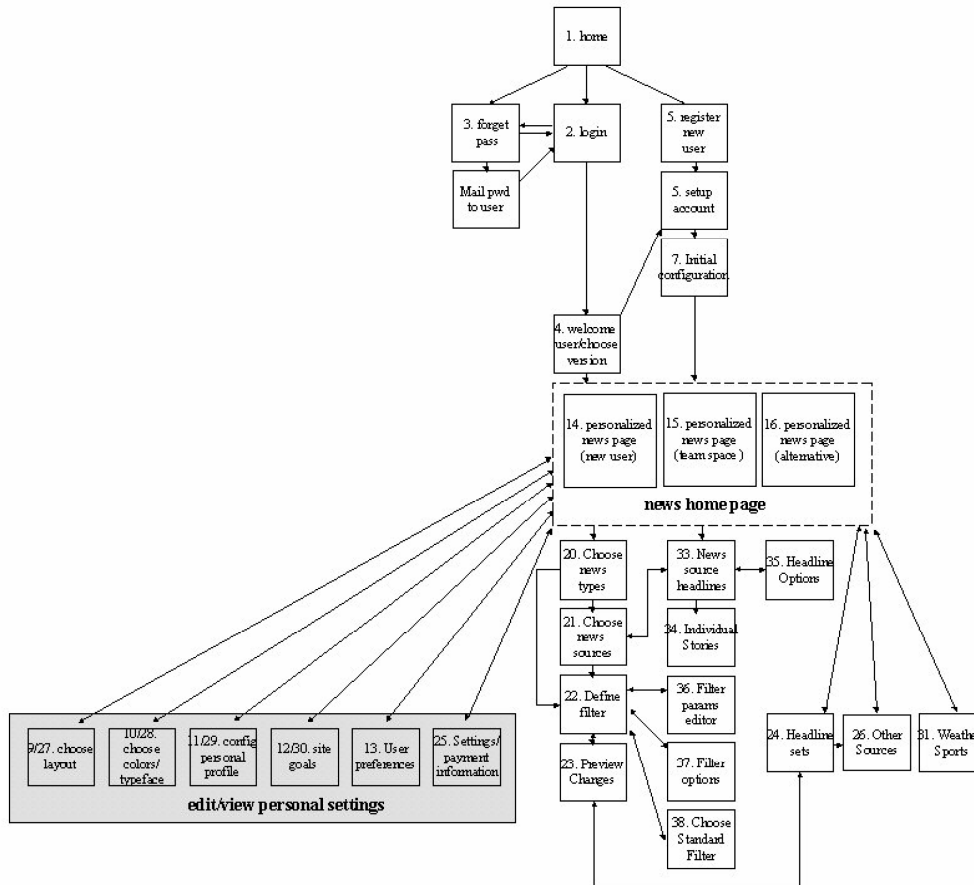 1. home
3. forget
pass
2. login
5. register
new
user
Mail pwd
to user
5. setup
account
7. Initial
configuration
4. welcome
user/choose
version
14. personalized
news page
(new user)
15. personalized
news page
(team space)
16. personalized
news page
(alternative)
news home page
20. Choose
news
types
33. News
source
headlines
35. Headline
Options
21. Choose
news
sources
34. Individual
Stories
22. Define
filter
36. Filter
params
editor
9/27. choose
layout
10/28.
choose
colors/
typeface
11/29. config
personal
profile
12/30. site
goals
13. User
preferences
25. Settings/
payment
information
edit/view personal settings
23. Preview
Changes
37. Filter
options
24. Headline
sets
26. Other
Sources
31. Weather
Sports
38. Choose
Standard
Filter